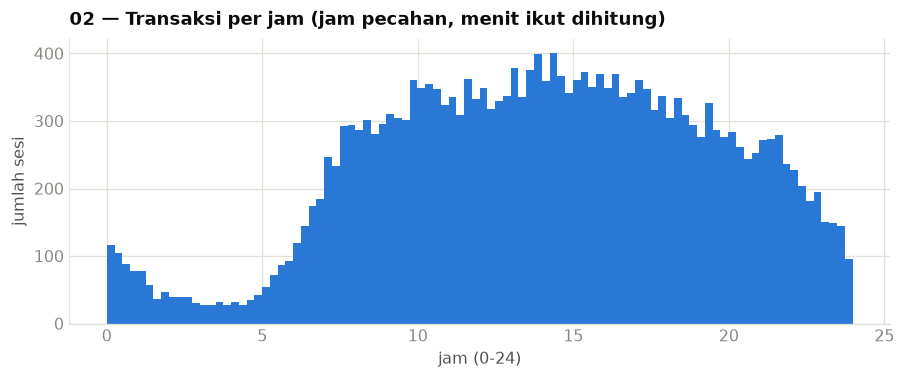 02 — Transaksi per jam (jam pecahan, menit ikut dihitung)
400
300
200
100
0
jumlah sesi
0 5 10 15 20 25
jam (0-24)